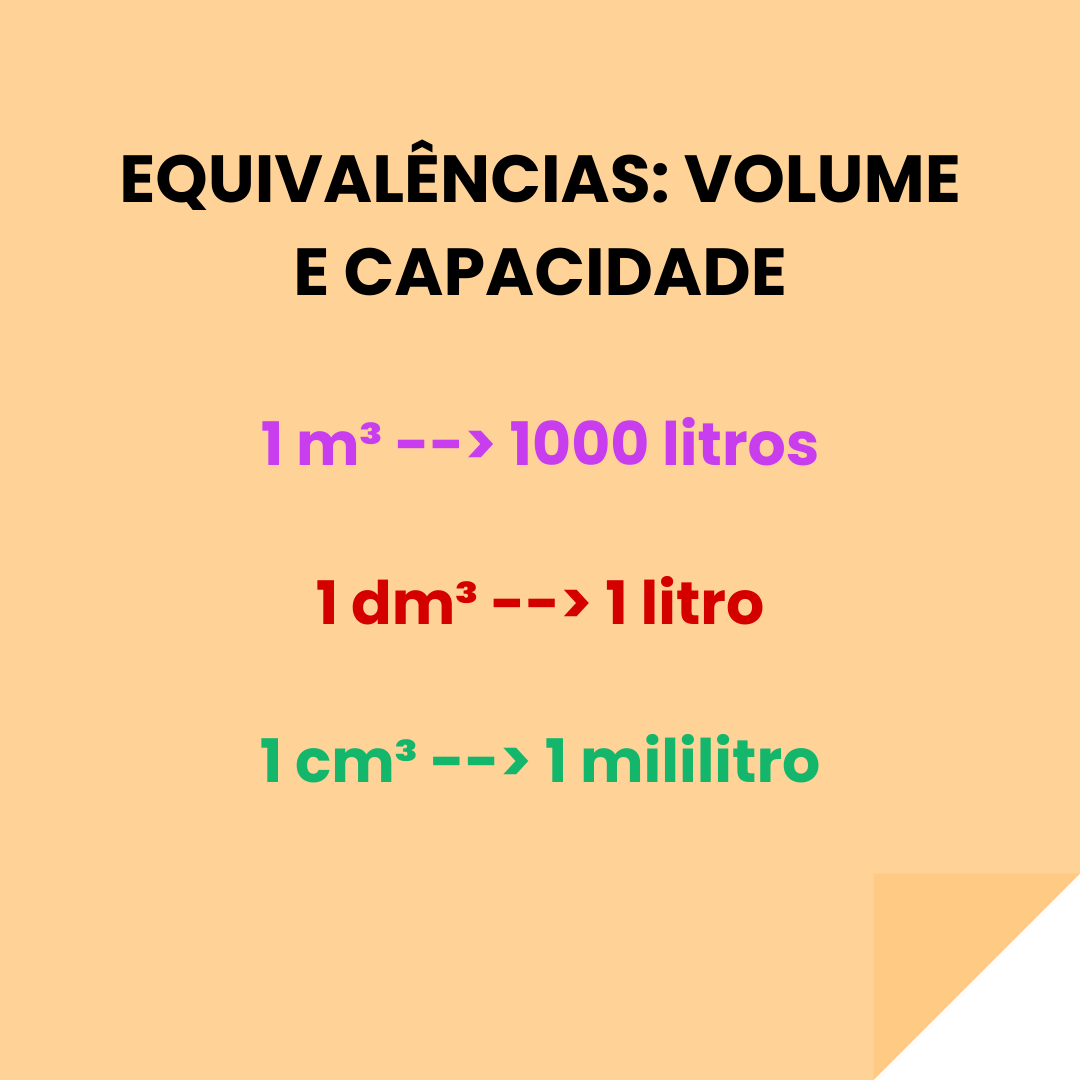 EQUIVALÊNCIAS: VOLUME
E CAPACIDADE
1 m³ --> 1000 litros
1 dm³ --> 1 litro
1 cm³ --> 1 mililitro